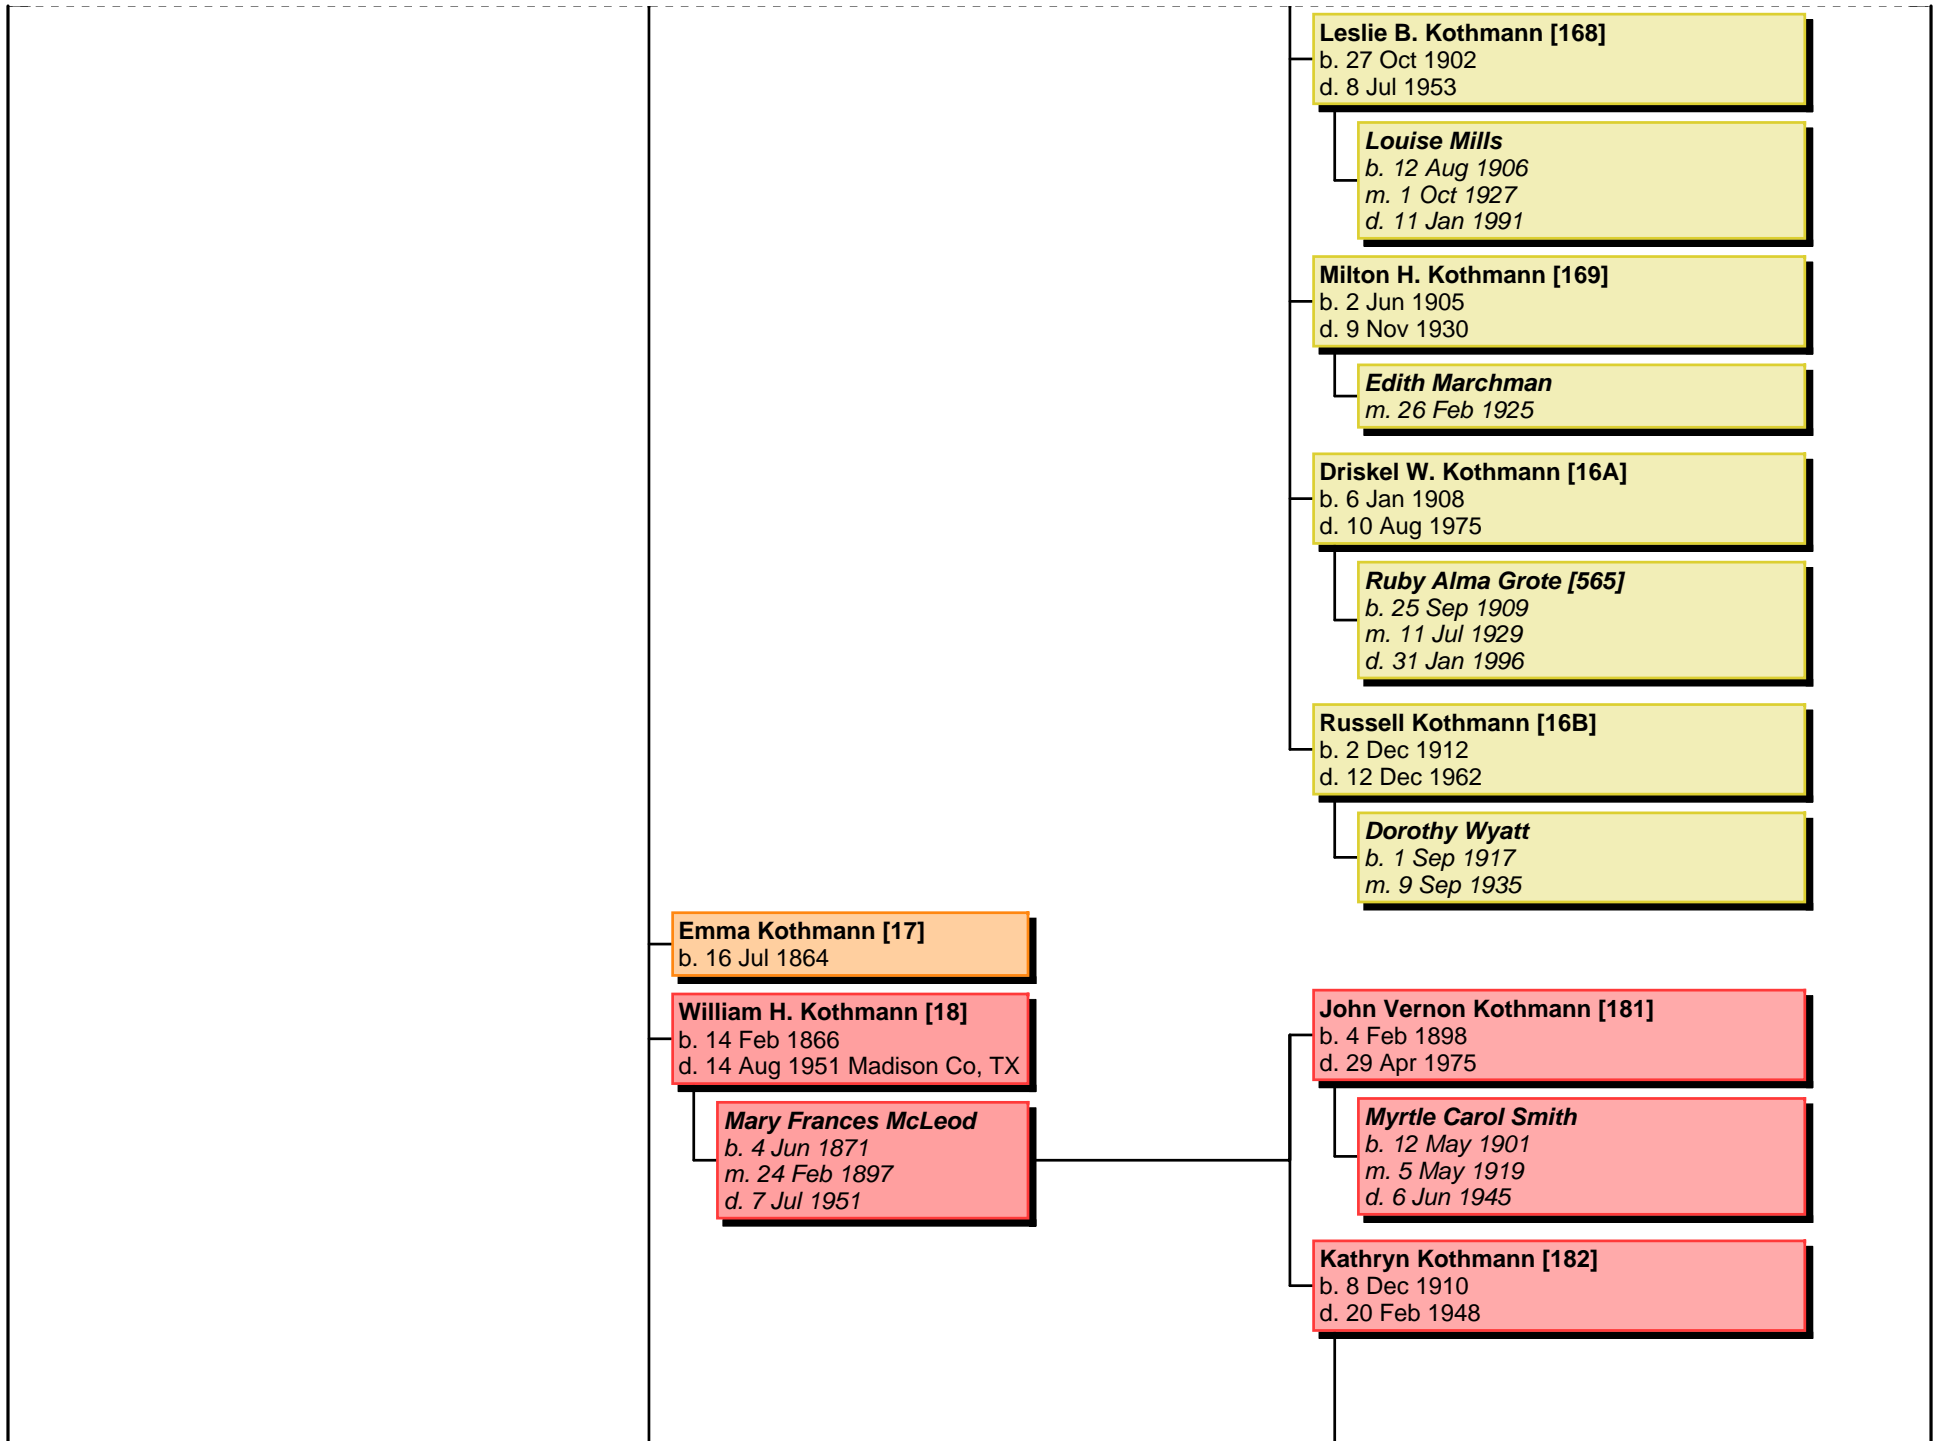 Leslie B. Kothmann [168]
b. 27 Oct 1902
d. 8 Jul 1953
Louise Mills
b. 12 Aug 1906
m. 1 Oct 1927
d. 11 Jan 1991
Milton H. Kothmann [169]
b. 2 Jun 1905
d. 9 Nov 1930
Edith Marchman
m. 26 Feb 1925
Driskel W. Kothmann [16A]
b. 6 Jan 1908
d. 10 Aug 1975
Ruby Alma Grote [565]
b. 25 Sep 1909
m. 11 Jul 1929
d. 31 Jan 1996
Russell Kothmann [16B]
b. 2 Dec 1912
d. 12 Dec 1962
Dorothy Wyatt
b. 1 Sep 1917
m. 9 Sep 1935
Emma Kothmann [17]
b. 16 Jul 1864
William H. Kothmann [18]
b. 14 Feb 1866
d. 14 Aug 1951 Madison Co, TX
Mary Frances McLeod
b. 4 Jun 1871
m. 24 Feb 1897
d. 7 Jul 1951
John Vernon Kothmann [181]
b. 4 Feb 1898
d. 29 Apr 1975
Myrtle Carol Smith
b. 12 May 1901
m. 5 May 1919
d. 6 Jun 1945
Kathryn Kothmann [182]
b. 8 Dec 1910
d. 20 Feb 1948